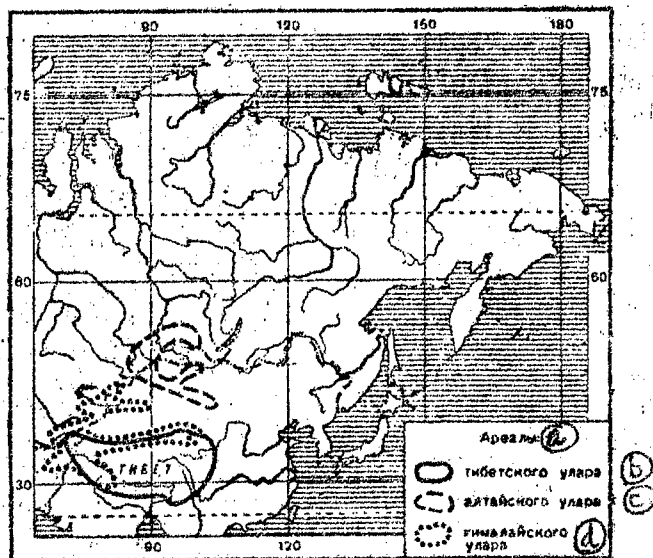 90 120 150 180
75 75
60 60
ТИБЕТ
30
90 120
Ареалы: a
тибетского улара b
алтайского улара c
гималайского d
улара